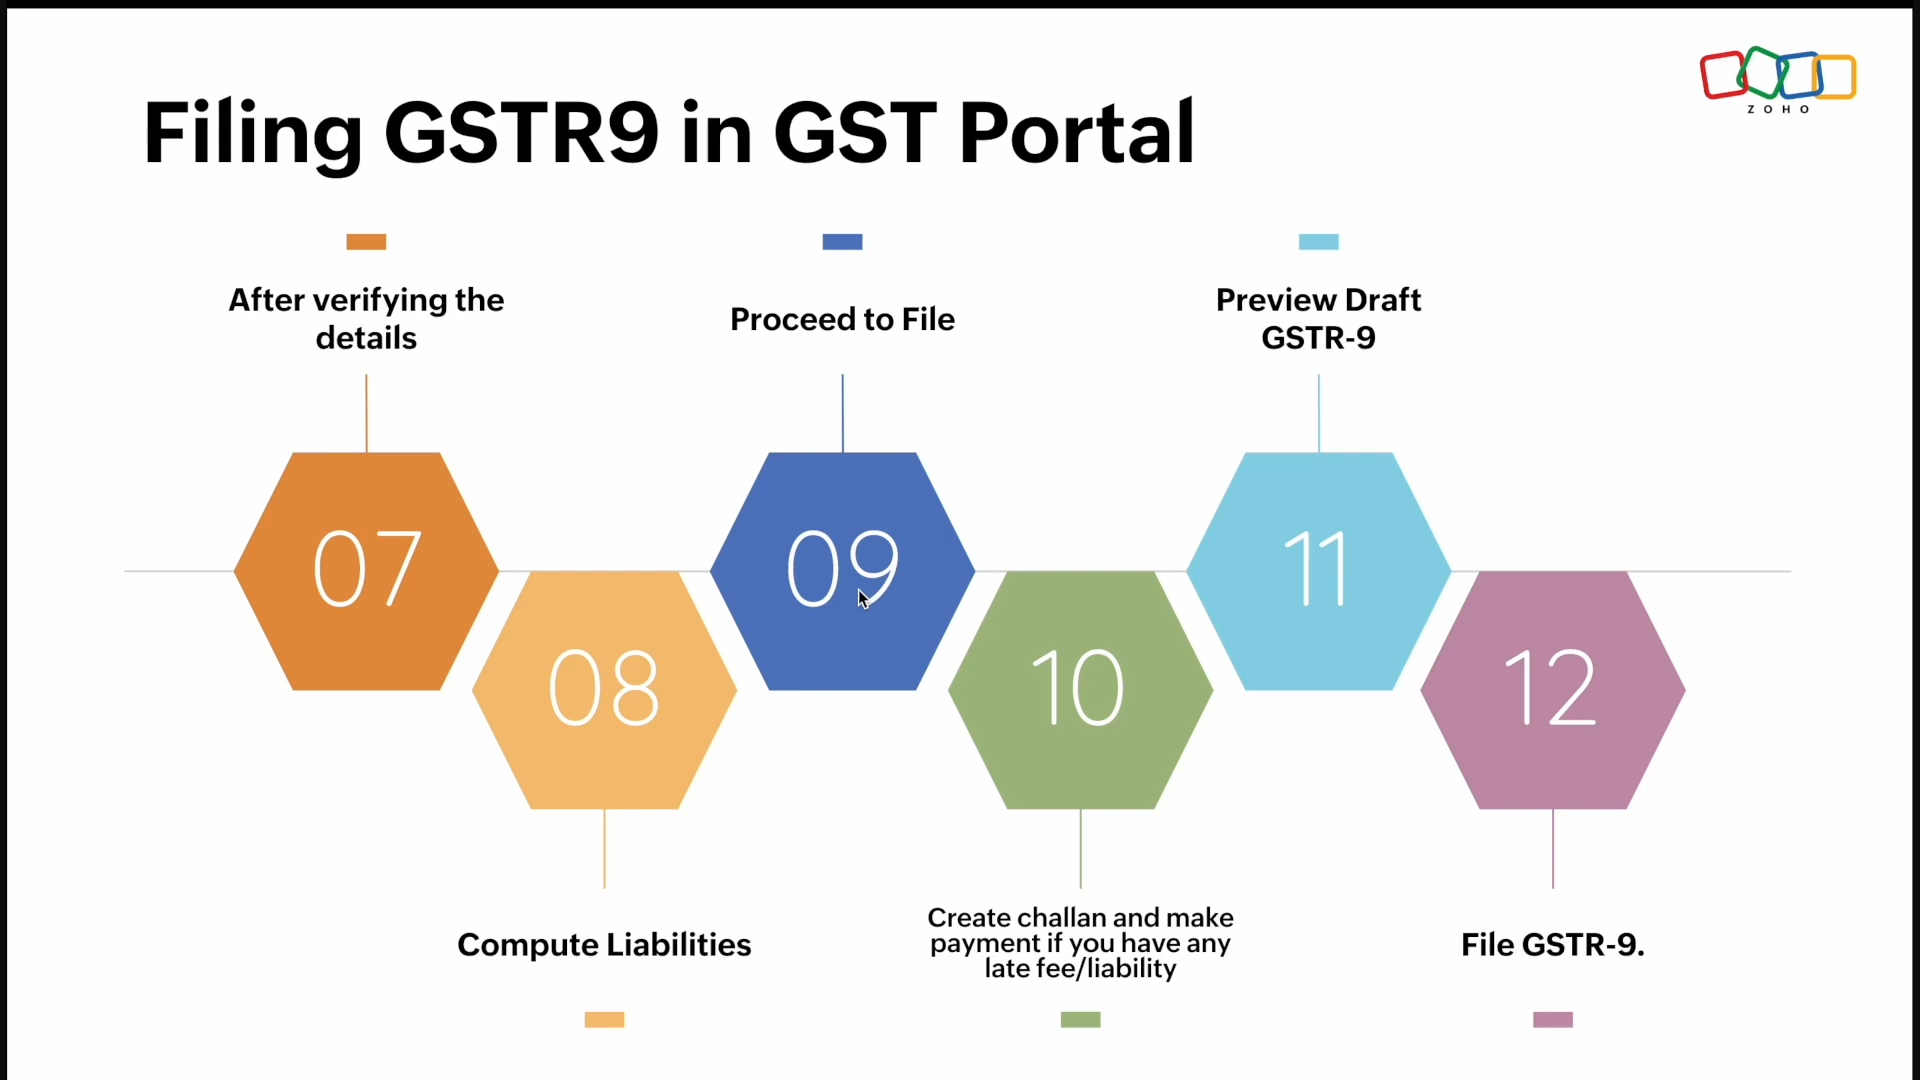 ZOHO
Filing GSTR9 in GST Portal
After verifying the
details
Proceed to File
Preview Draft
GSTR-9
07
08
09
10
11
12
Compute Liabilities
Create challan and make
payment if you have any
late fee/liability
File GSTR-9.